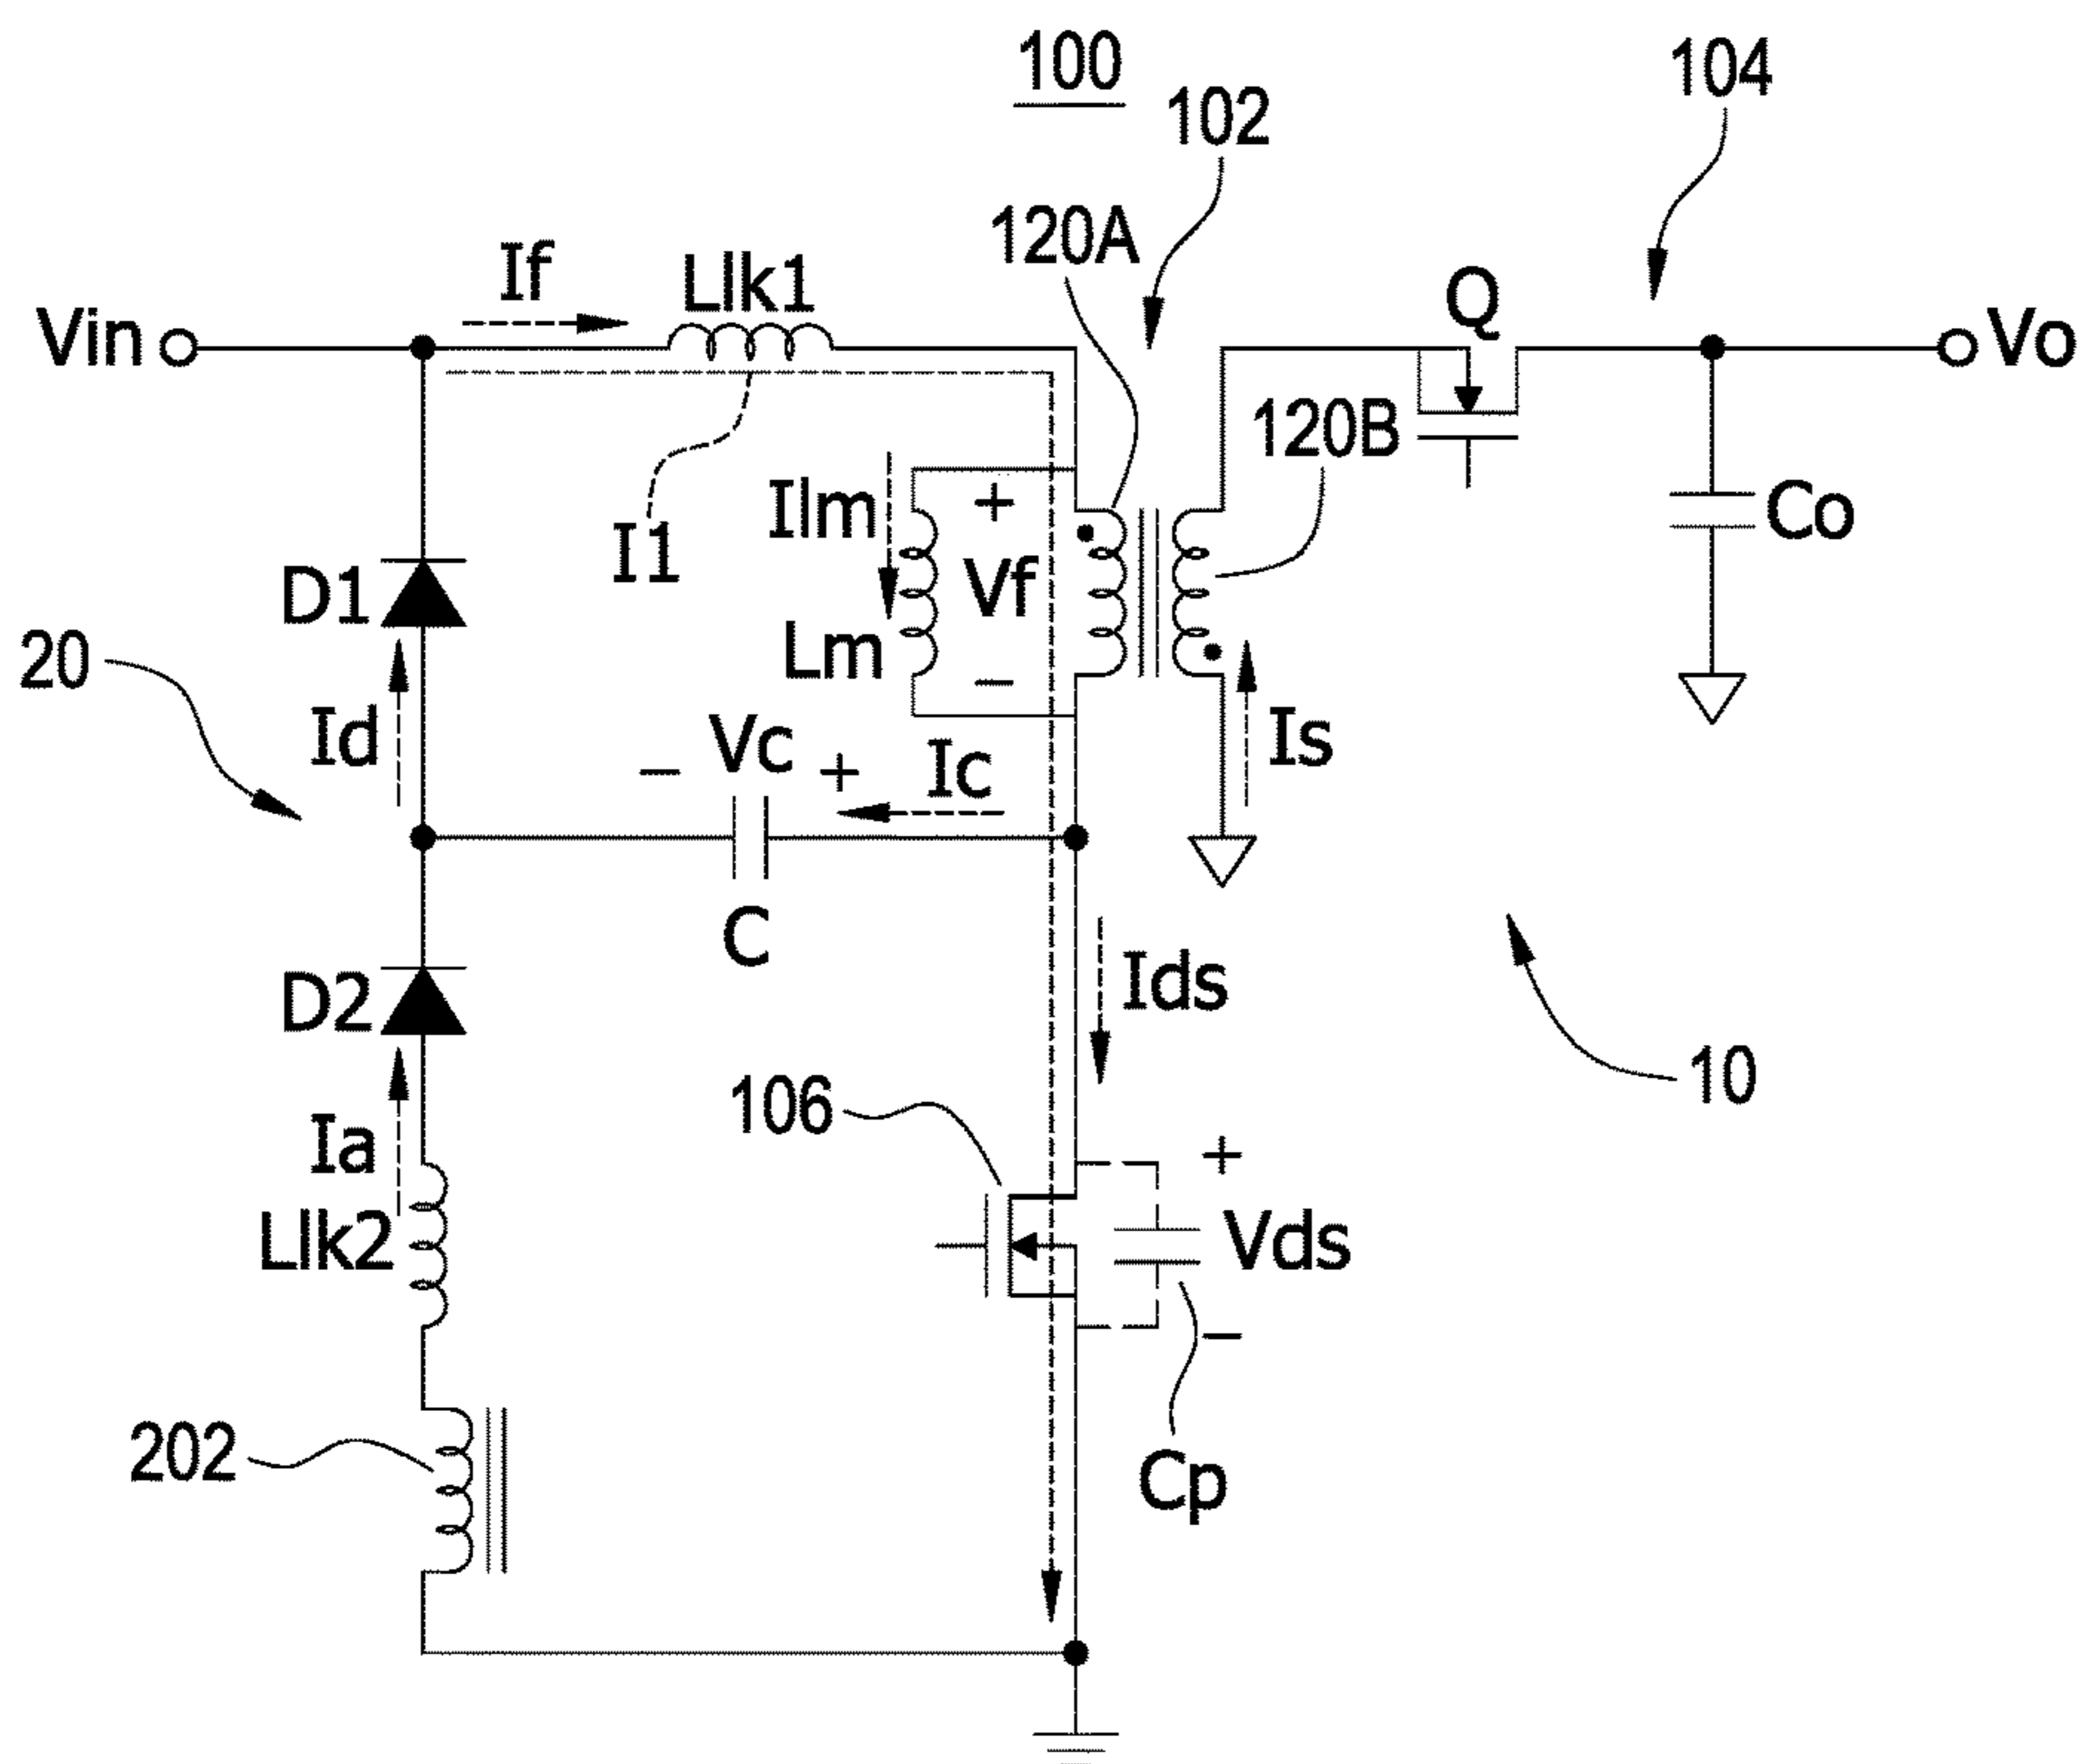 100
104
102
120A
If
Llk1
Q
Vin
Vo
120B
Ilm
+
Co
I1
Vf
D1
Lm
20
−
Id
Vc
Is
− +
Ic
C
D2
Ids
10
106
Ia
+
Llk2
Vds
−
202
Cp